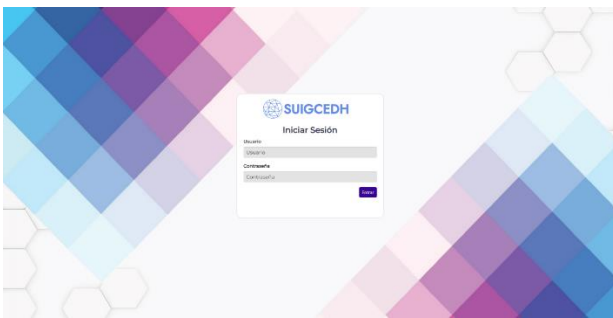 SUIGCEDH
Iniciar Sesión
Usuario
Usuario
Contraseña
Contraseña
Entrar